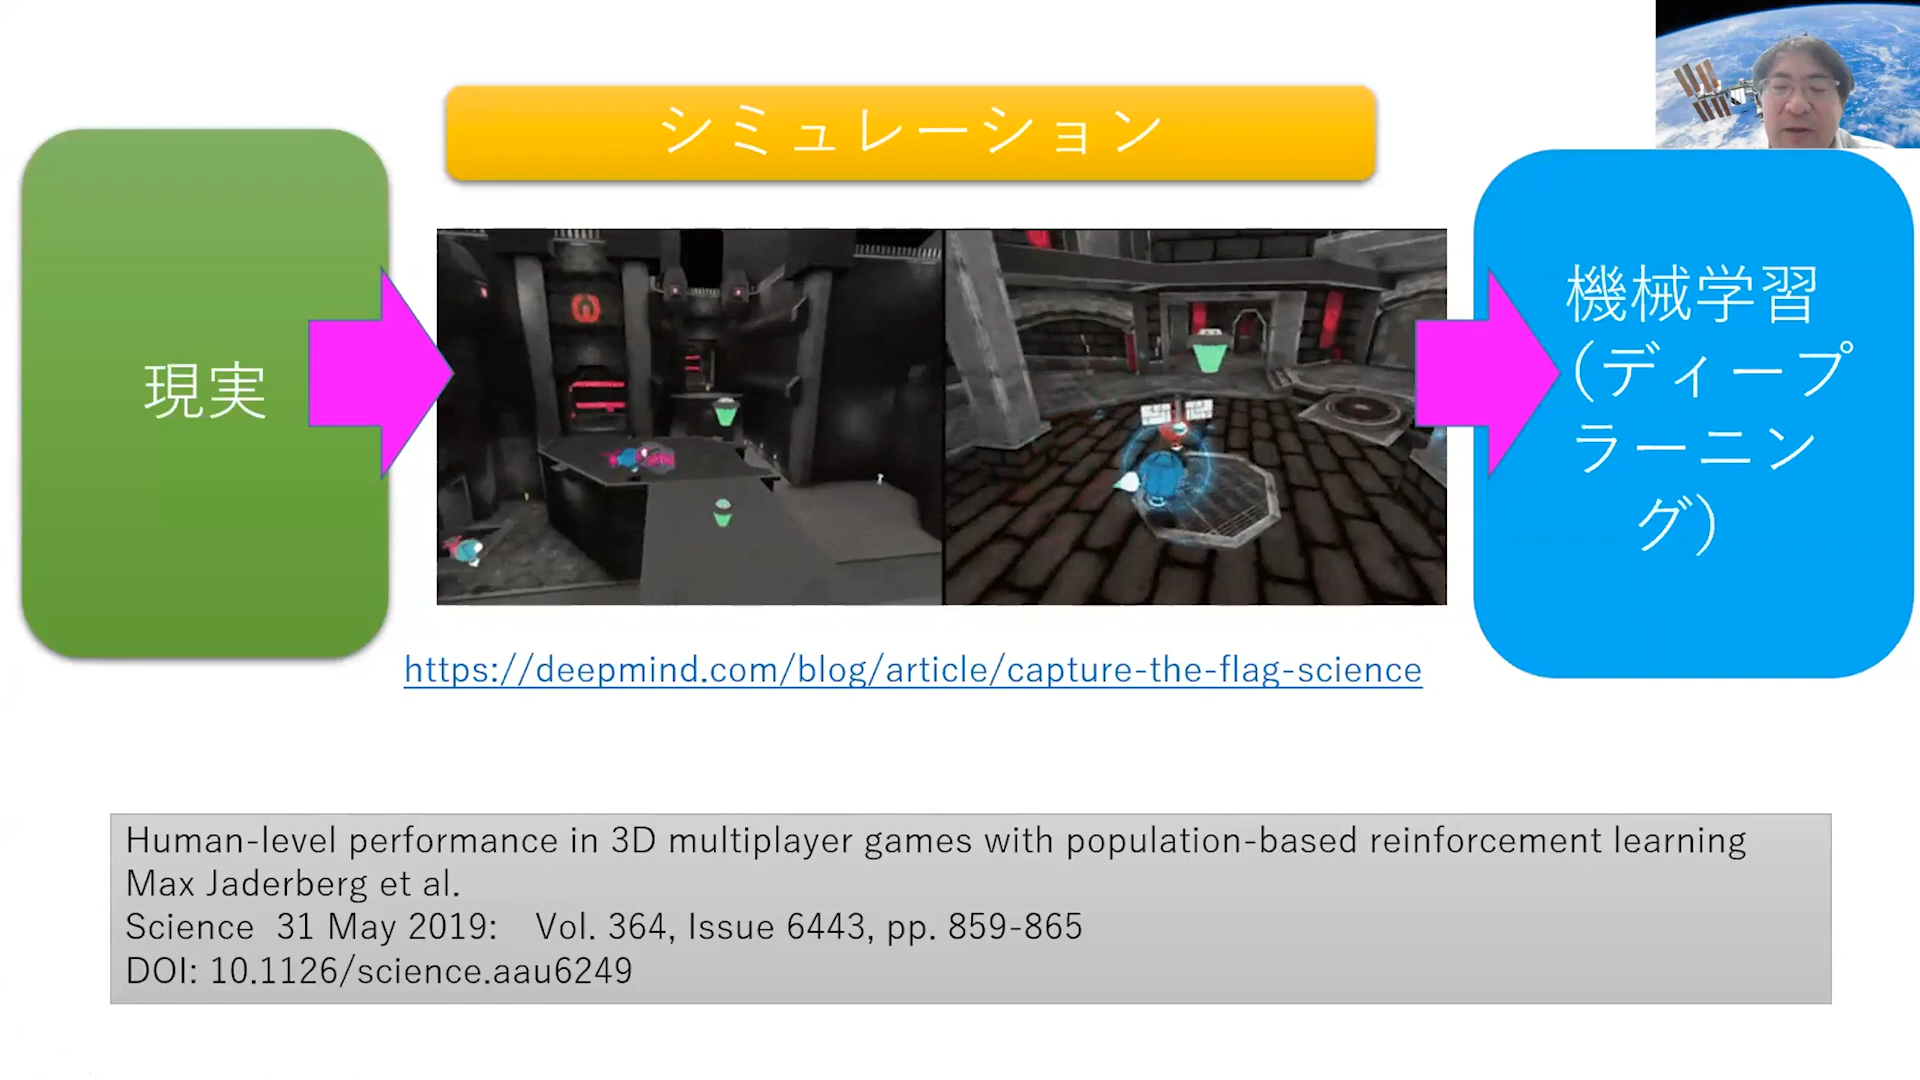 シミュレーション
現実
機械学習
（ディープ
ラーニン
グ）
https://deepmind.com/blog/article/capture-the-flag-science
Human-level performance in 3D multiplayer games with population-based reinforcement learning
Max Jaderberg et al.
Science 31 May 2019: Vol. 364, Issue 6443, pp. 859-865
DOI: 10.1126/science.aau6249